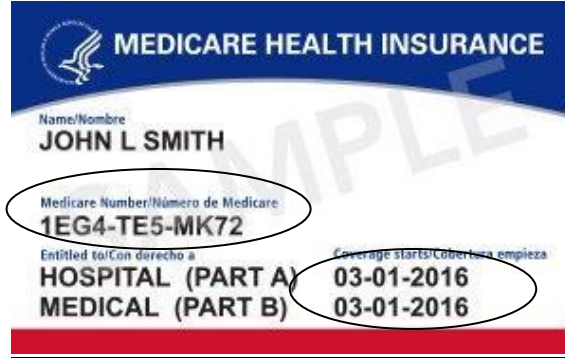 MEDICARE HEALTH INSURANCE
Name/Nombre
JOHN L SMITH
SAMPLE
Medicare Number/Número de Medicare
1EG4-TE5-MK72
Entitled to/Con derecho a Coverage starts/Cobertura empieza
HOSPITAL (PART A) 03-01-2016
MEDICAL (PART B) 03-01-2016